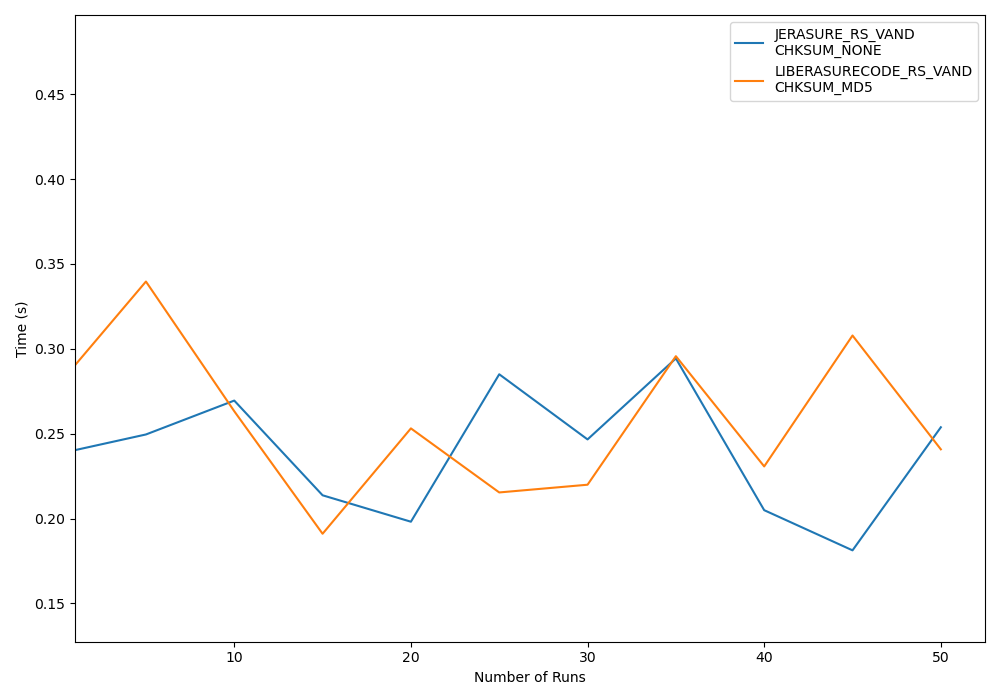 JERASURE_RS_VAND
CHKSUM_NONE
LIBERASURECODE_RS_VAND
CHKSUM_MD5
0.45
0.40
0.35
0.30
0.25
0.20
0.15
Time (s)
10 20 30 40 50
Number of Runs